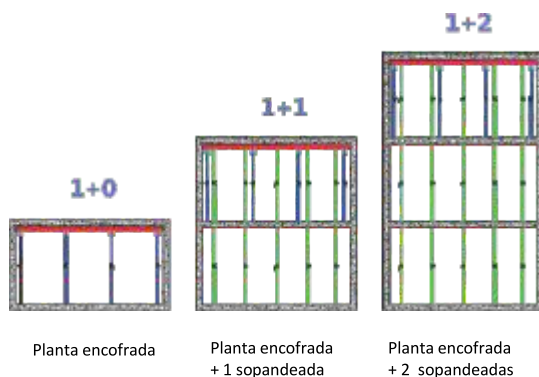 1+2
1+1
1+0
Planta encofrada
Planta encofrada
+ 1 sopandeada
Planta encofrada
+ 2 sopandeadas